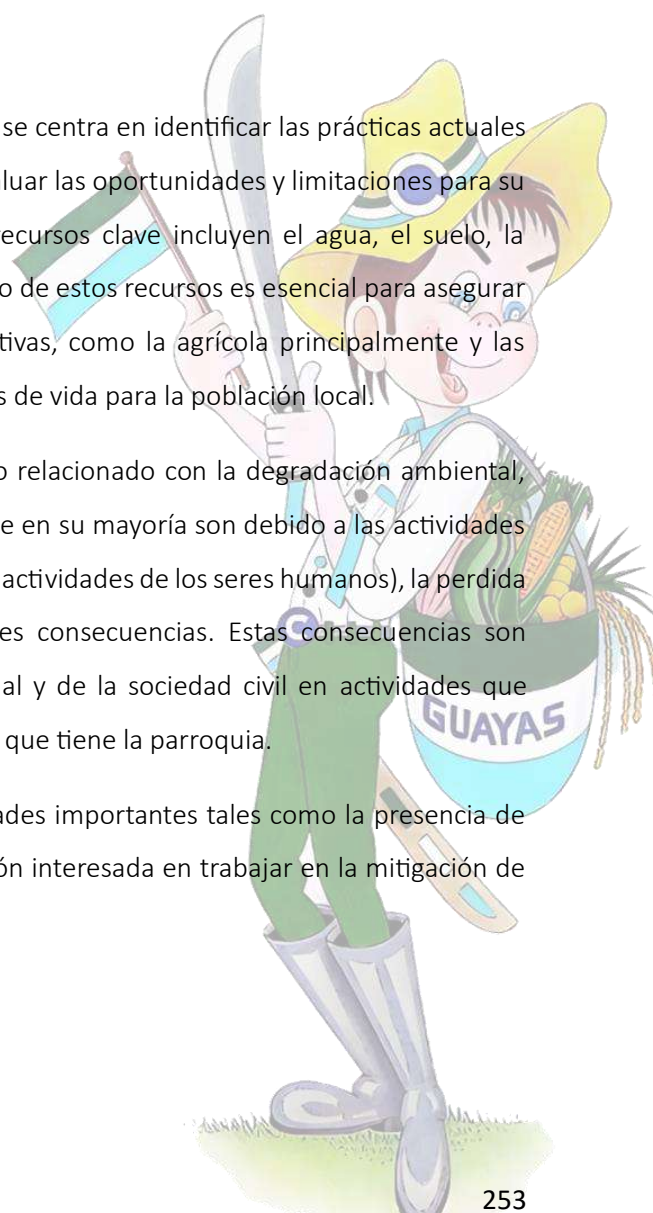 se centra en identificar las prácticas actuales
luar las oportunidades y limitaciones para su
recursos clave incluyen el agua, el suelo, la
o de estos recursos es esencial para asegurar
tivas, como la agrícola principalmente y las
s de vida para la población local.
o relacionado con la degradación ambiental,
e en su mayoría son debido a las actividades
actividades de los seres humanos), la perdida
es consecuencias. Estas consecuencias son
al y de la sociedad civil en actividades que
que tiene la parroquia.
GUAYAS
dades importantes tales como la presencia de
ón interesada en trabajar en la mitigación de
253